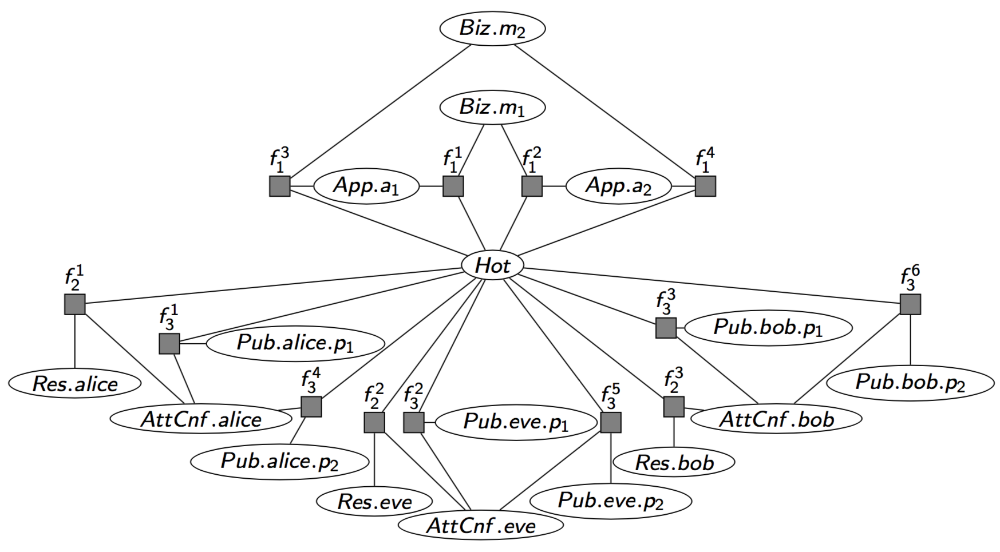 Biz.m₂
Biz.m₁
f₁³ f₁¹ f₁² f₁⁴
App.a₁ App.a₂
Hot
f₂¹ f₃⁶
f₃¹ f₃³
Pub.alice.p₁ Pub.bob.p₁
Res.alice f₃⁴ f₂³ Pub.bob.p₂
f₂² f₃² f₃⁵
AttCnf.alice Pub.eve.p₁ AttCnf.bob
Pub.alice.p₂ Res.bob
Res.eve Pub.eve.p₂
AttCnf.eve